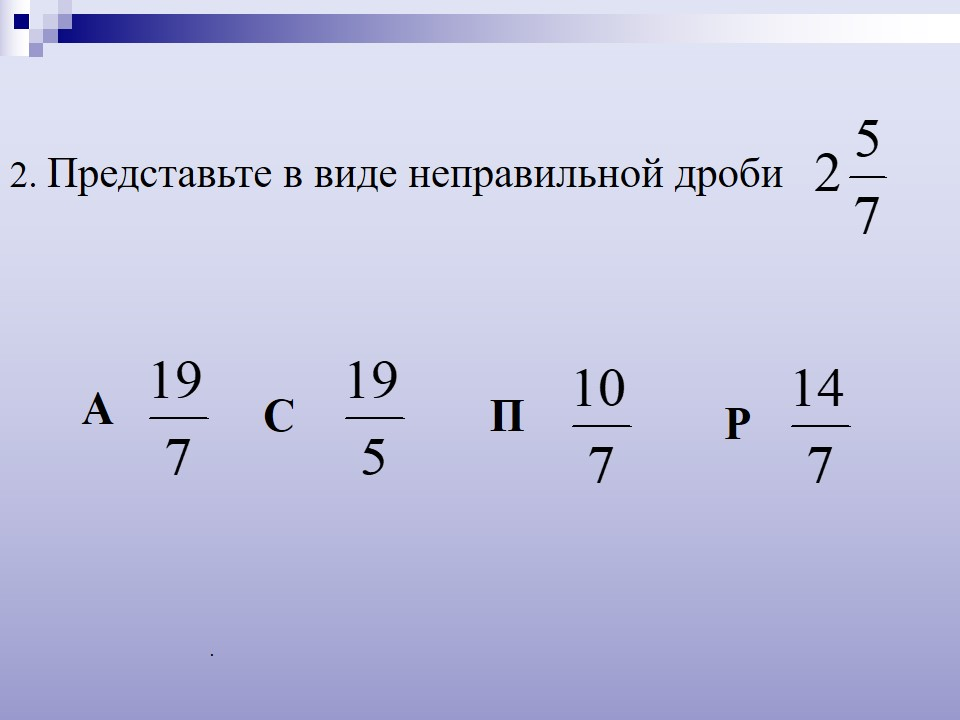 2. Представьте в виде неправильной дроби 2 5/7
А 19/7 С 19/5 П 10/7 Р 14/7
.